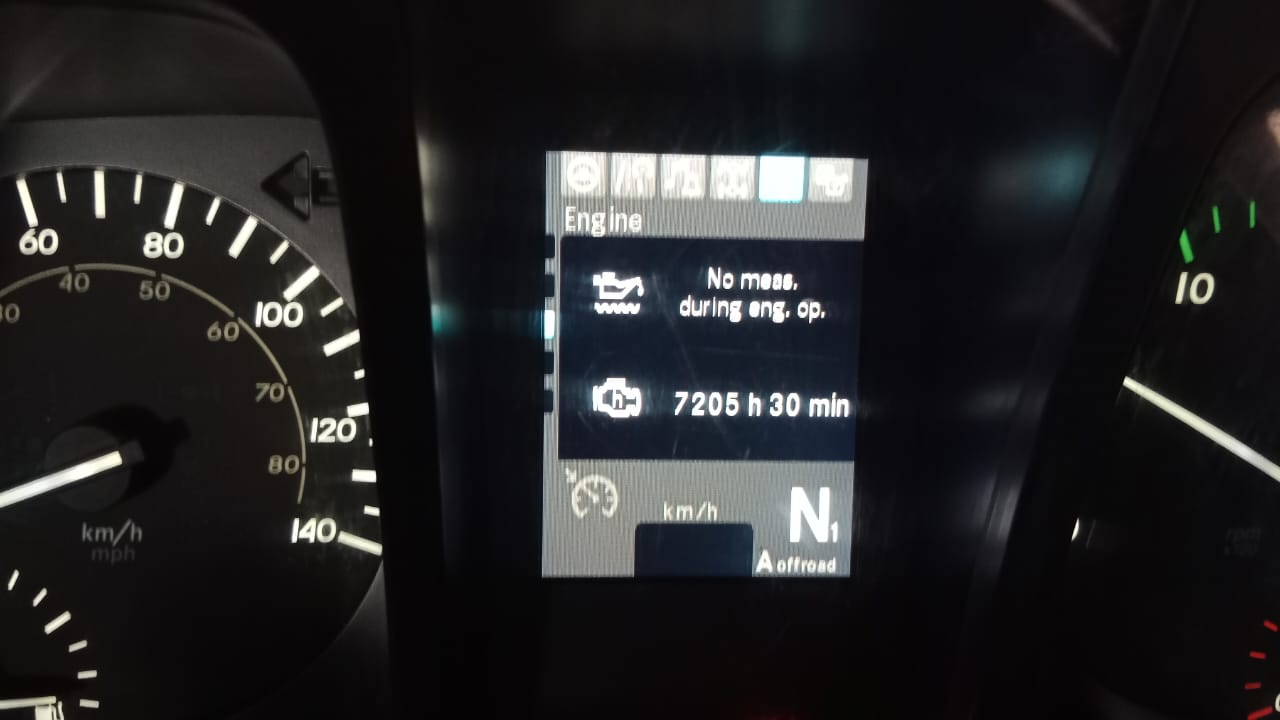 Engine
No meas.
during eng. op.
h
7205 h 30 min
km/h
N1
A offroad
60
80
100
120
140
40
50
60
70
80
km/h
mph
10